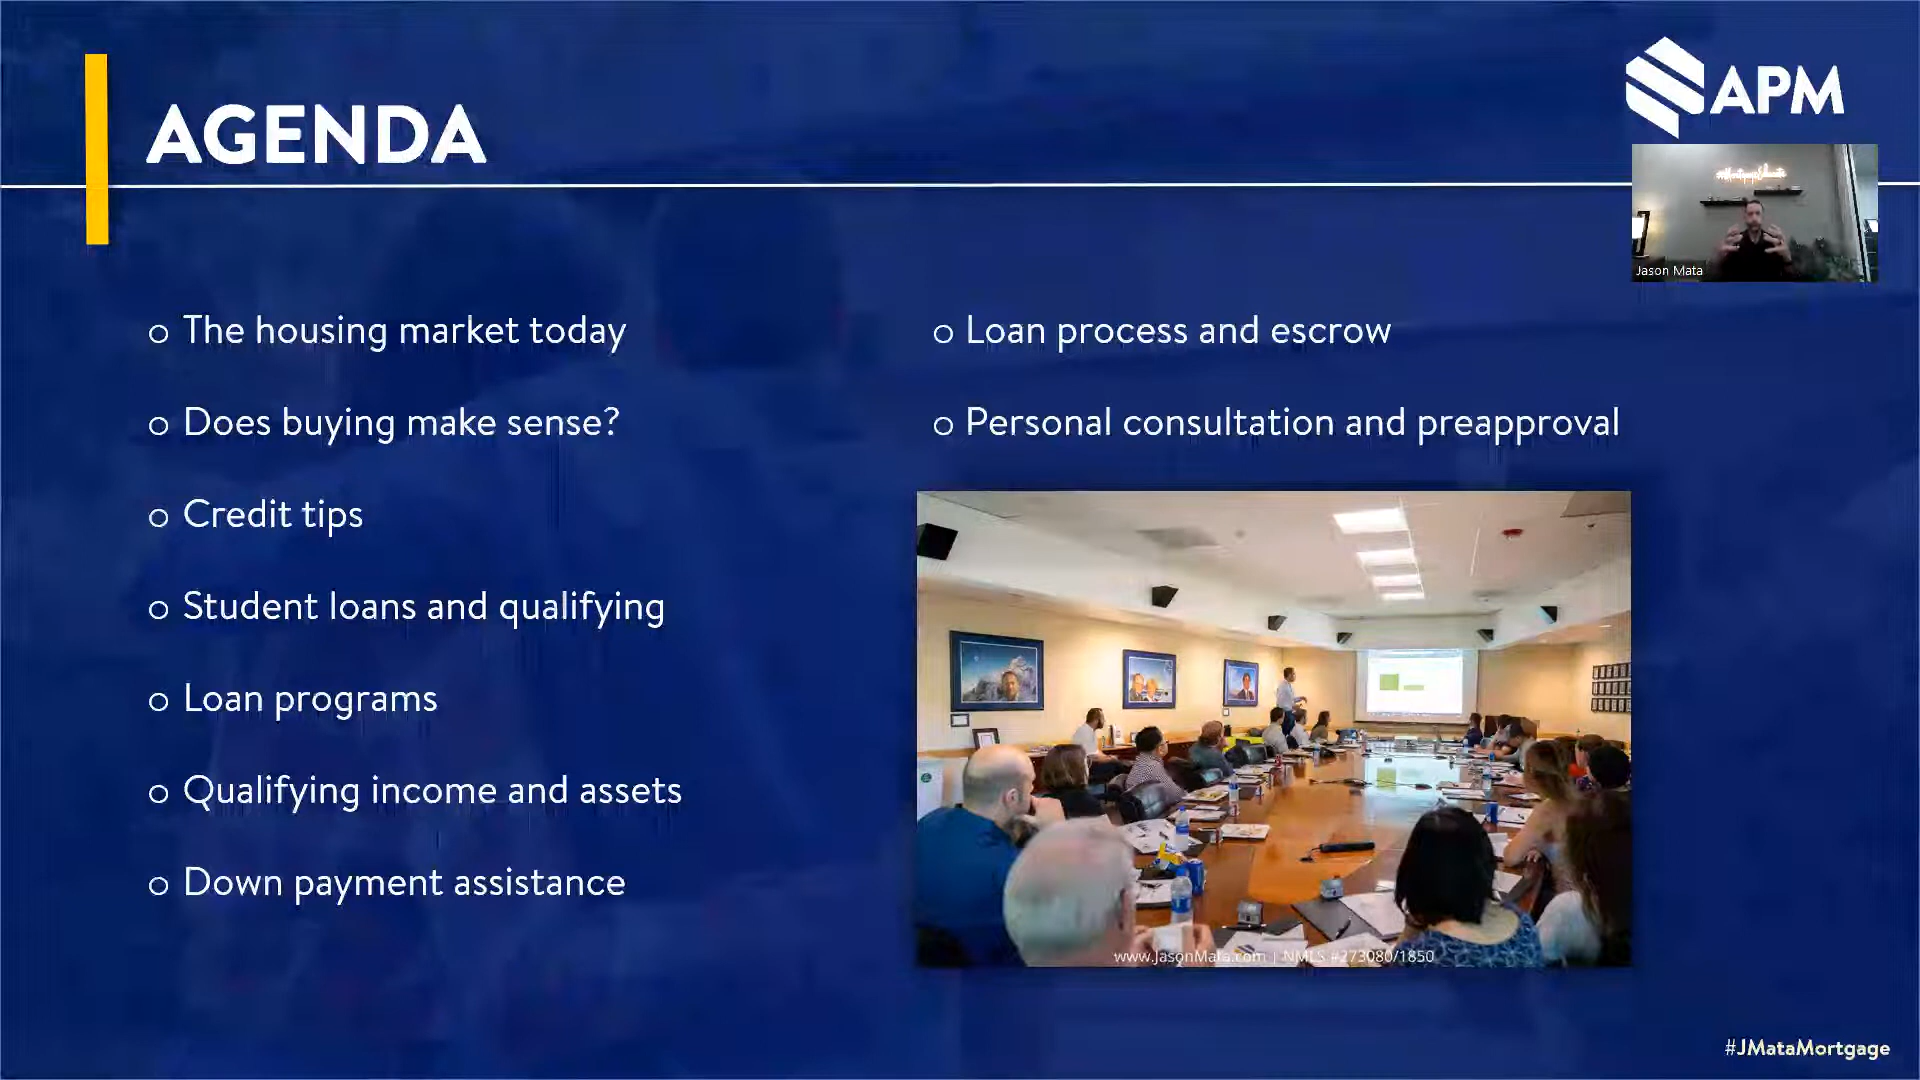 AGENDA
APM
Jason Mata
o The housing market today
o Does buying make sense?
o Credit tips
o Student loans and qualifying
o Loan programs
o Qualifying income and assets
o Down payment assistance
o Loan process and escrow
o Personal consultation and preapproval
www.JasonMata.com | NMLS #273080/1850
#JMataMortgage